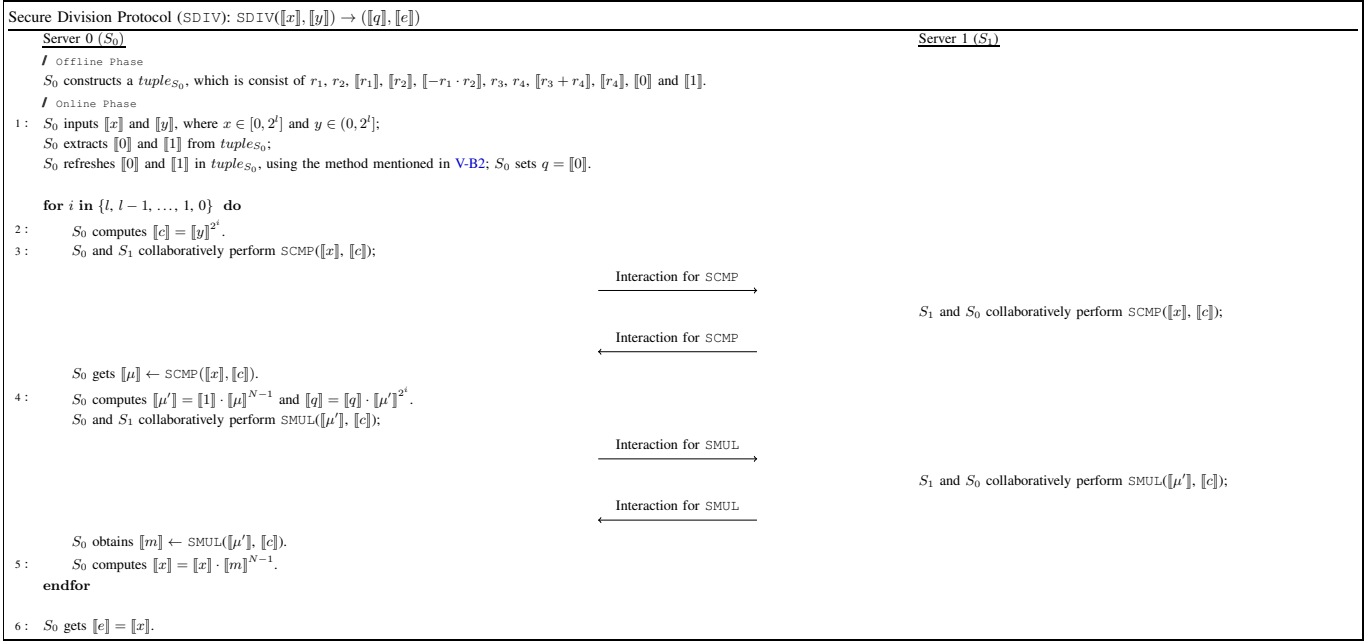 Secure Division Protocol (SDIV): SDIV(⟦x⟧, ⟦y⟧) → (⟦q⟧, ⟦e⟧)
Server 0 (S₀) Server 1 (S₁)
/ Offline Phase
S₀ constructs a tuple_{S₀}, which is consist of r₁, r₂, ⟦r₁⟧, ⟦r₂⟧, ⟦−r₁ · r₂⟧, r₃, r₄, ⟦r₃ + r₄⟧, ⟦r₄⟧, ⟦0⟧ and ⟦1⟧.
/ Online Phase
1 : S₀ inputs ⟦x⟧ and ⟦y⟧, where x ∈ [0, 2^l] and y ∈ (0, 2^l];
S₀ extracts ⟦0⟧ and ⟦1⟧ from tuple_{S₀};
S₀ refreshes ⟦0⟧ and ⟦1⟧ in tuple_{S₀}, using the method mentioned in V-B2; S₀ sets q = ⟦0⟧.
for i in {l, l − 1, …, 1, 0} do
2 : S₀ computes ⟦c⟧ = ⟦y⟧^{2^i}.
3 : S₀ and S₁ collaboratively perform SCMP(⟦x⟧, ⟦c⟧);
Interaction for SCMP
S₁ and S₀ collaboratively perform SCMP(⟦x⟧, ⟦c⟧);
Interaction for SCMP
S₀ gets ⟦μ⟧ ← SCMP(⟦x⟧, ⟦c⟧).
4 : S₀ computes ⟦μ′⟧ = ⟦1⟧ · ⟦μ⟧^{N−1} and ⟦q⟧ = ⟦q⟧ · ⟦μ′⟧^{2^i}.
S₀ and S₁ collaboratively perform SMUL(⟦μ′⟧, ⟦c⟧);
Interaction for SMUL
S₁ and S₀ collaboratively perform SMUL(⟦μ′⟧, ⟦c⟧);
Interaction for SMUL
S₀ obtains ⟦m⟧ ← SMUL(⟦μ′⟧, ⟦c⟧).
5 : S₀ computes ⟦x⟧ = ⟦x⟧ · ⟦m⟧^{N−1}.
endfor
6 : S₀ gets ⟦e⟧ = ⟦x⟧.